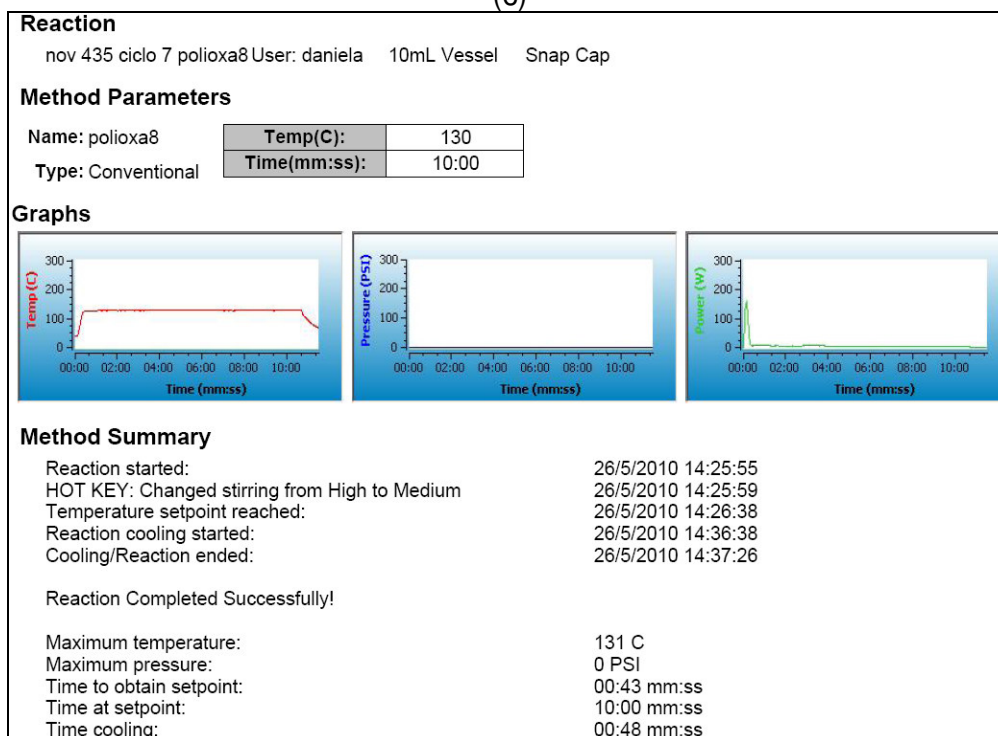 (c)
Reaction
nov 435 ciclo 7 polioxa8 User: daniela 10mL Vessel Snap Cap
Method Parameters
Name: polioxa8 Temp(C): 130
Type: Conventional Time(mm:ss): 10:00
Graphs
Temp (C)
300
200
100
0
00:00 02:00 04:00 06:00 08:00 10:00
Time (mm:ss)
Pressure (PSI)
300
200
100
0
00:00 02:00 04:00 06:00 08:00 10:00
Time (mm:ss)
Power (W)
300
200
100
0
00:00 02:00 04:00 06:00 08:00 10:00
Time (mm:ss)
Method Summary
Reaction started: 26/5/2010 14:25:55
HOT KEY: Changed stirring from High to Medium 26/5/2010 14:25:59
Temperature setpoint reached: 26/5/2010 14:26:38
Reaction cooling started: 26/5/2010 14:36:38
Cooling/Reaction ended: 26/5/2010 14:37:26
Reaction Completed Successfully!
Maximum temperature: 131 C
Maximum pressure: 0 PSI
Time to obtain setpoint: 00:43 mm:ss
Time at setpoint: 10:00 mm:ss
Time cooling: 00:48 mm:ss